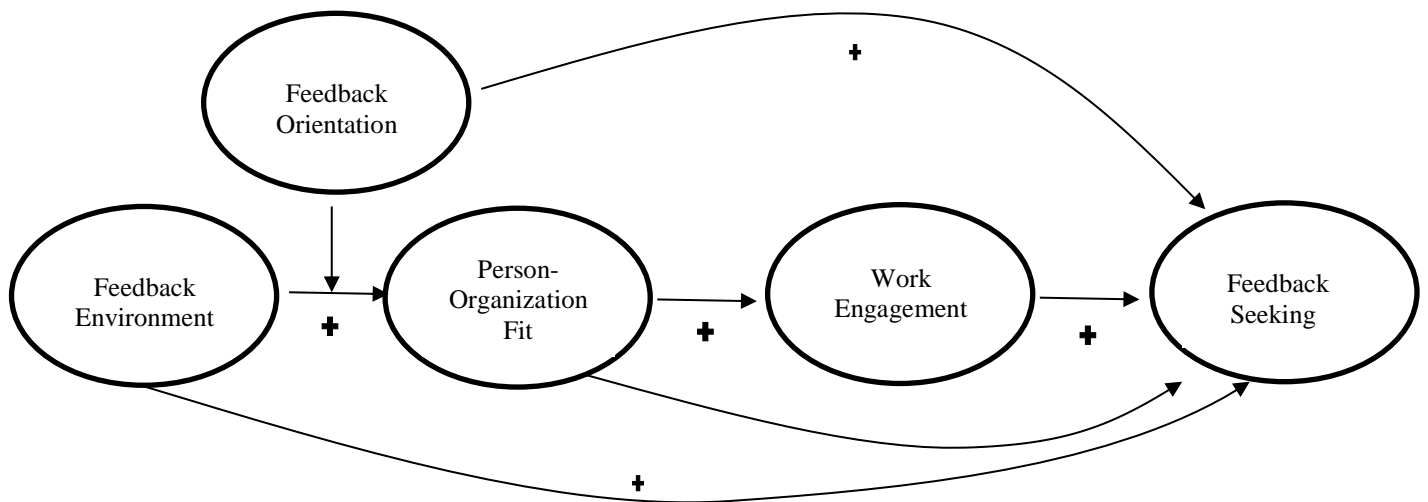 Feedback
Orientation
+
Feedback
Environment
+
Person-
Organization
Fit
+
Work
Engagement
+
Feedback
Seeking
+